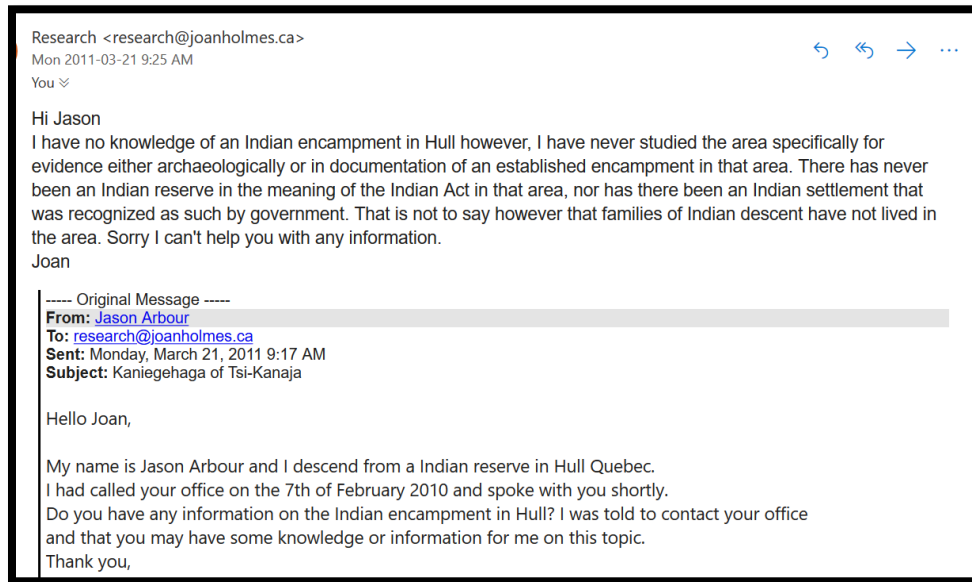 Research <research@joanholmes.ca>
Mon 2011-03-21 9:25 AM
You
Hi Jason
I have no knowledge of an Indian encampment in Hull however, I have never studied the area specifically for
evidence either archaeologically or in documentation of an established encampment in that area. There has never
been an Indian reserve in the meaning of the Indian Act in that area, nor has there been an Indian settlement that
was recognized as such by government. That is not to say however that families of Indian descent have not lived in
the area. Sorry I can't help you with any information.
Joan
----- Original Message -----
From: Jason Arbour
To: research@joanholmes.ca
Sent: Monday, March 21, 2011 9:17 AM
Subject: Kaniegehaga of Tsi-Kanaja
Hello Joan,
My name is Jason Arbour and I descend from a Indian reserve in Hull Quebec.
I had called your office on the 7th of February 2010 and spoke with you shortly.
Do you have any information on the Indian encampment in Hull? I was told to contact your office
and that you may have some knowledge or information for me on this topic.
Thank you,